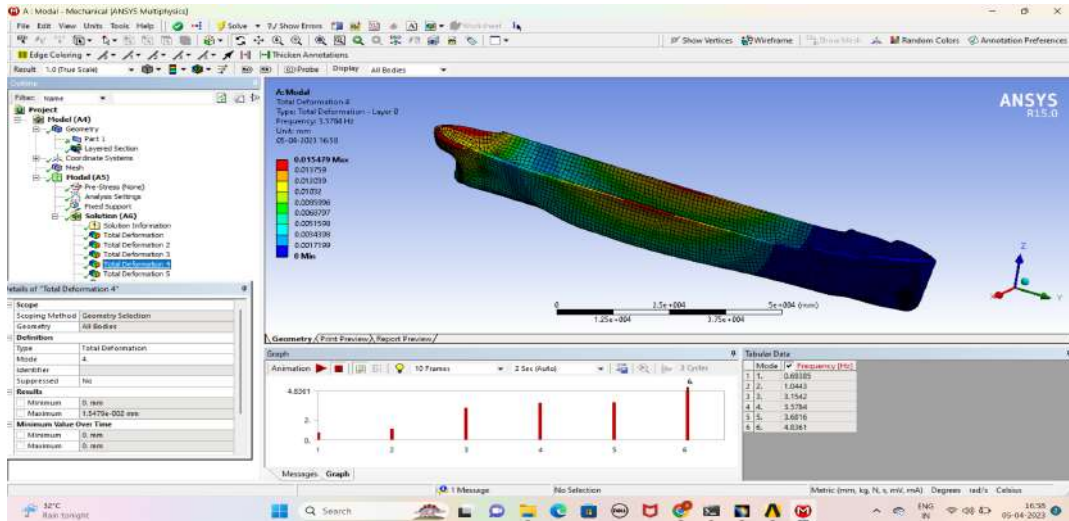 A : Modal - Mechanical [ANSYS Multiphysics]
File Edit View Units Tools Help Solve ?/ Show Errors Worksheet
Show Vertices Wireframe Show Mesh Random Colors Annotation Preferences
Edge Coloring Thicken Annotations
Result 1.0 (True Scale) Probe Display All Bodies
Outline
Filter: Name
Project
Model (A4)
Geometry
Part 1
Layered Section
Coordinate Systems
Mesh
Modal (A5)
Pre-Stress (None)
Analysis Settings
Fixed Support
Solution (A6)
Solution Information
Total Deformation
Total Deformation 2
Total Deformation 3
Total Deformation 4
Total Deformation 5
A: Modal
Total Deformation 4
Type: Total Deformation - Layer 0
Frequency: 3.5784 Hz
Unit: mm
05-04-2023 16:58
0.015479 Max
0.013759
0.012039
0.01032
0.0085996
0.0068797
0.0051598
0.0034398
0.0017199
0 Min
ANSYS
R15.0
Z
Y
0 2.5e+004 5e+004 (mm)
1.25e+004 3.75e+004
Details of "Total Deformation 4"
Scope
Scoping Method Geometry Selection
Geometry All Bodies
Definition
Type Total Deformation
Mode 4.
Identifier
Suppressed No
Results
Minimum 0. mm
Maximum 1.5479e-002 mm
Minimum Value Over Time
Minimum 0. mm
Maximum 0. mm
Geometry Print Preview Report Preview
Graph
Animation 10 Frames 2 Sec (Auto) 3 Cycles
6.
4.8361
2.
0.
1 2 3 4 5 6
Messages Graph
Tabular Data
Mode Frequency [Hz]
1 1. 0.69385
2 2. 1.0443
3 3. 3.1542
4 4. 3.5784
5 5. 3.6816
6 6. 4.8361
1 Message No Selection Metric (mm, kg, N, s, mV, mA) Degrees rad/s Celsius
32°C
Rain tonight
Search
ENG
IN
16:58
05-04-2023